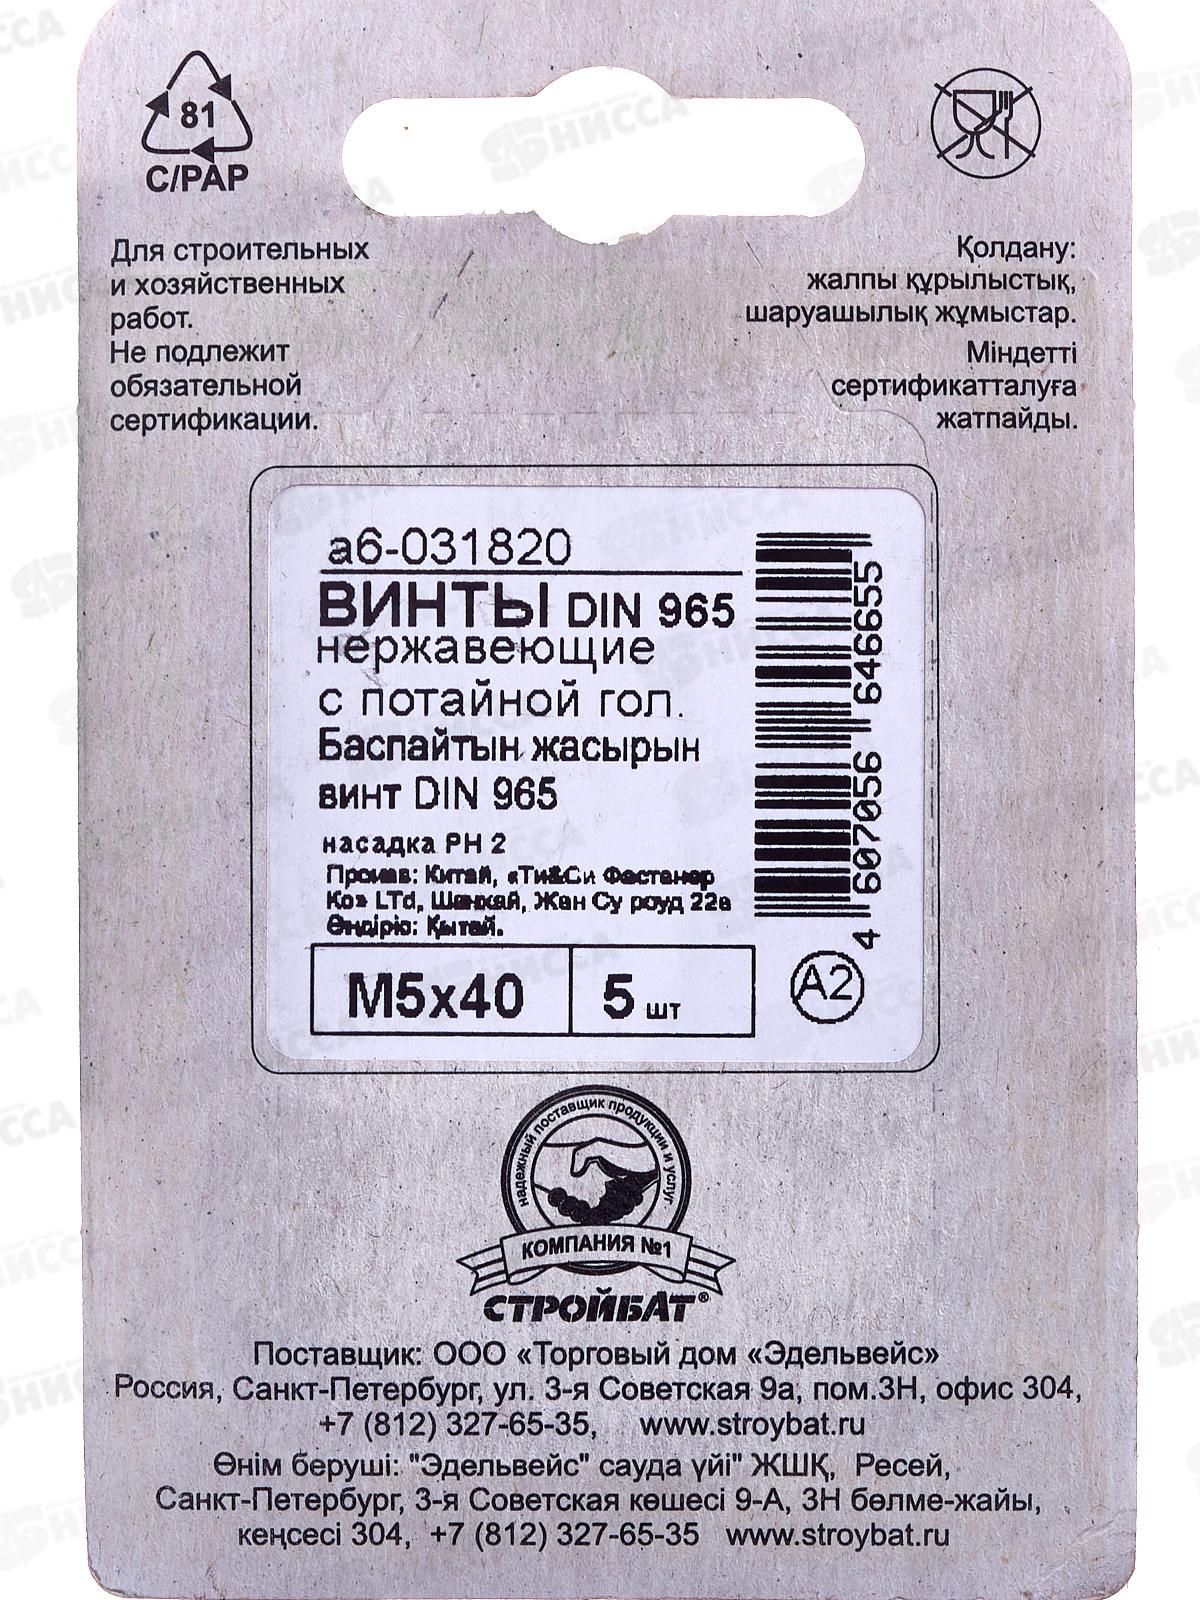 81
C/PAP
Для строительных
и хозяйственных
работ.
Не подлежит
обязательной
сертификации.
Қолдану:
жалпы құрылыстық,
шаруашылық жұмыстар.
Міндетті
сертификатталуға
жатпайды.
а6-031820
ВИНТЫ DIN 965
нержавеющие
с потайной гол.
Баспайтын жасырын
винт DIN 965
насадка PH 2
Произв: Китай, «Ти&Си Фастенер
Ко» LTd, Шанхай, Жен Су роуд 22в
Өндіріс: Қытай.
М5х40
5 шт
A2
4 607056 646655
надежный поставщик продукции и услуг
КОМПАНИЯ №1
СТРОЙБАТ®
Поставщик: ООО «Торговый дом «Эдельвейс»
Россия, Санкт-Петербург, ул. 3-я Советская 9а, пом.3Н, офис 304,
+7 (812) 327-65-35, www.stroybat.ru
Өнім беруші: "Эдельвейс" сауда үйі" ЖШҚ, Ресей,
Санкт-Петербург, 3-я Советская көшесі 9-А, 3Н бөлме-жайы,
кеңсесі 304, +7 (812) 327-65-35 www.stroybat.ru
НИССА